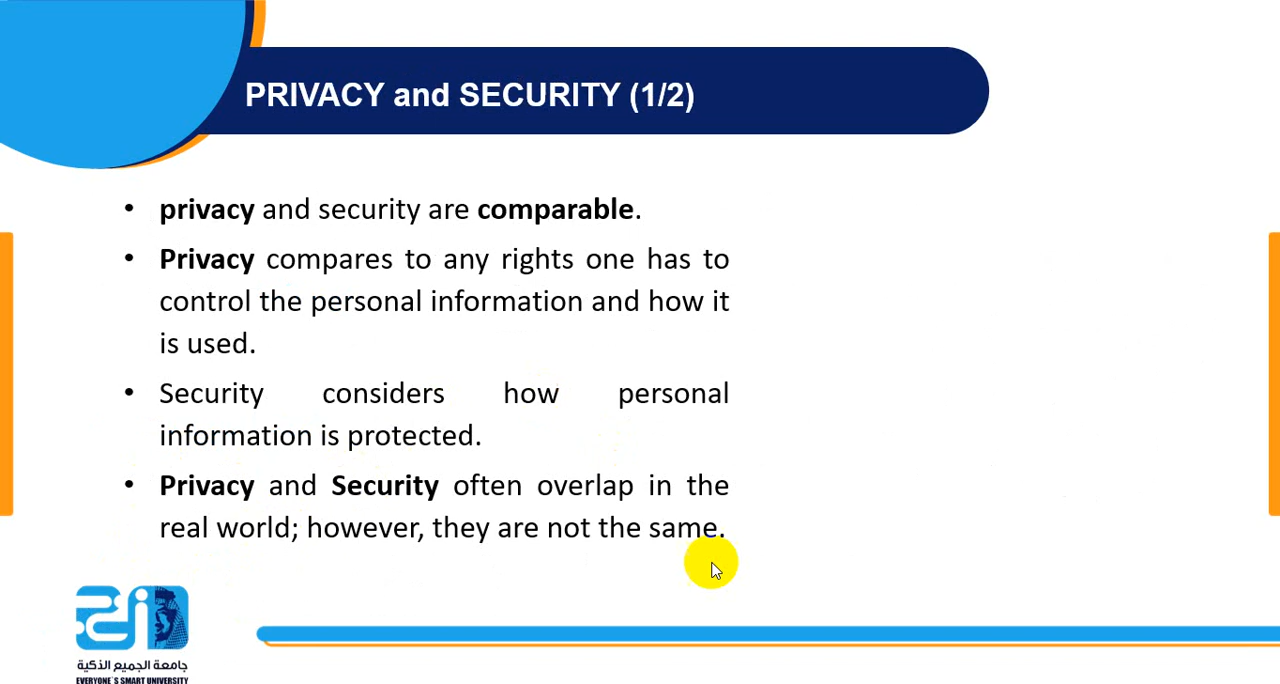 PRIVACY and SECURITY (1/2)
• privacy and security are comparable.
• Privacy compares to any rights one has to
control the personal information and how it
is used.
• Security considers how personal
information is protected.
• Privacy and Security often overlap in the
real world; however, they are not the same.
جامعة الجميع الذكية
EVERYONE`S SMART UNIVERSITY